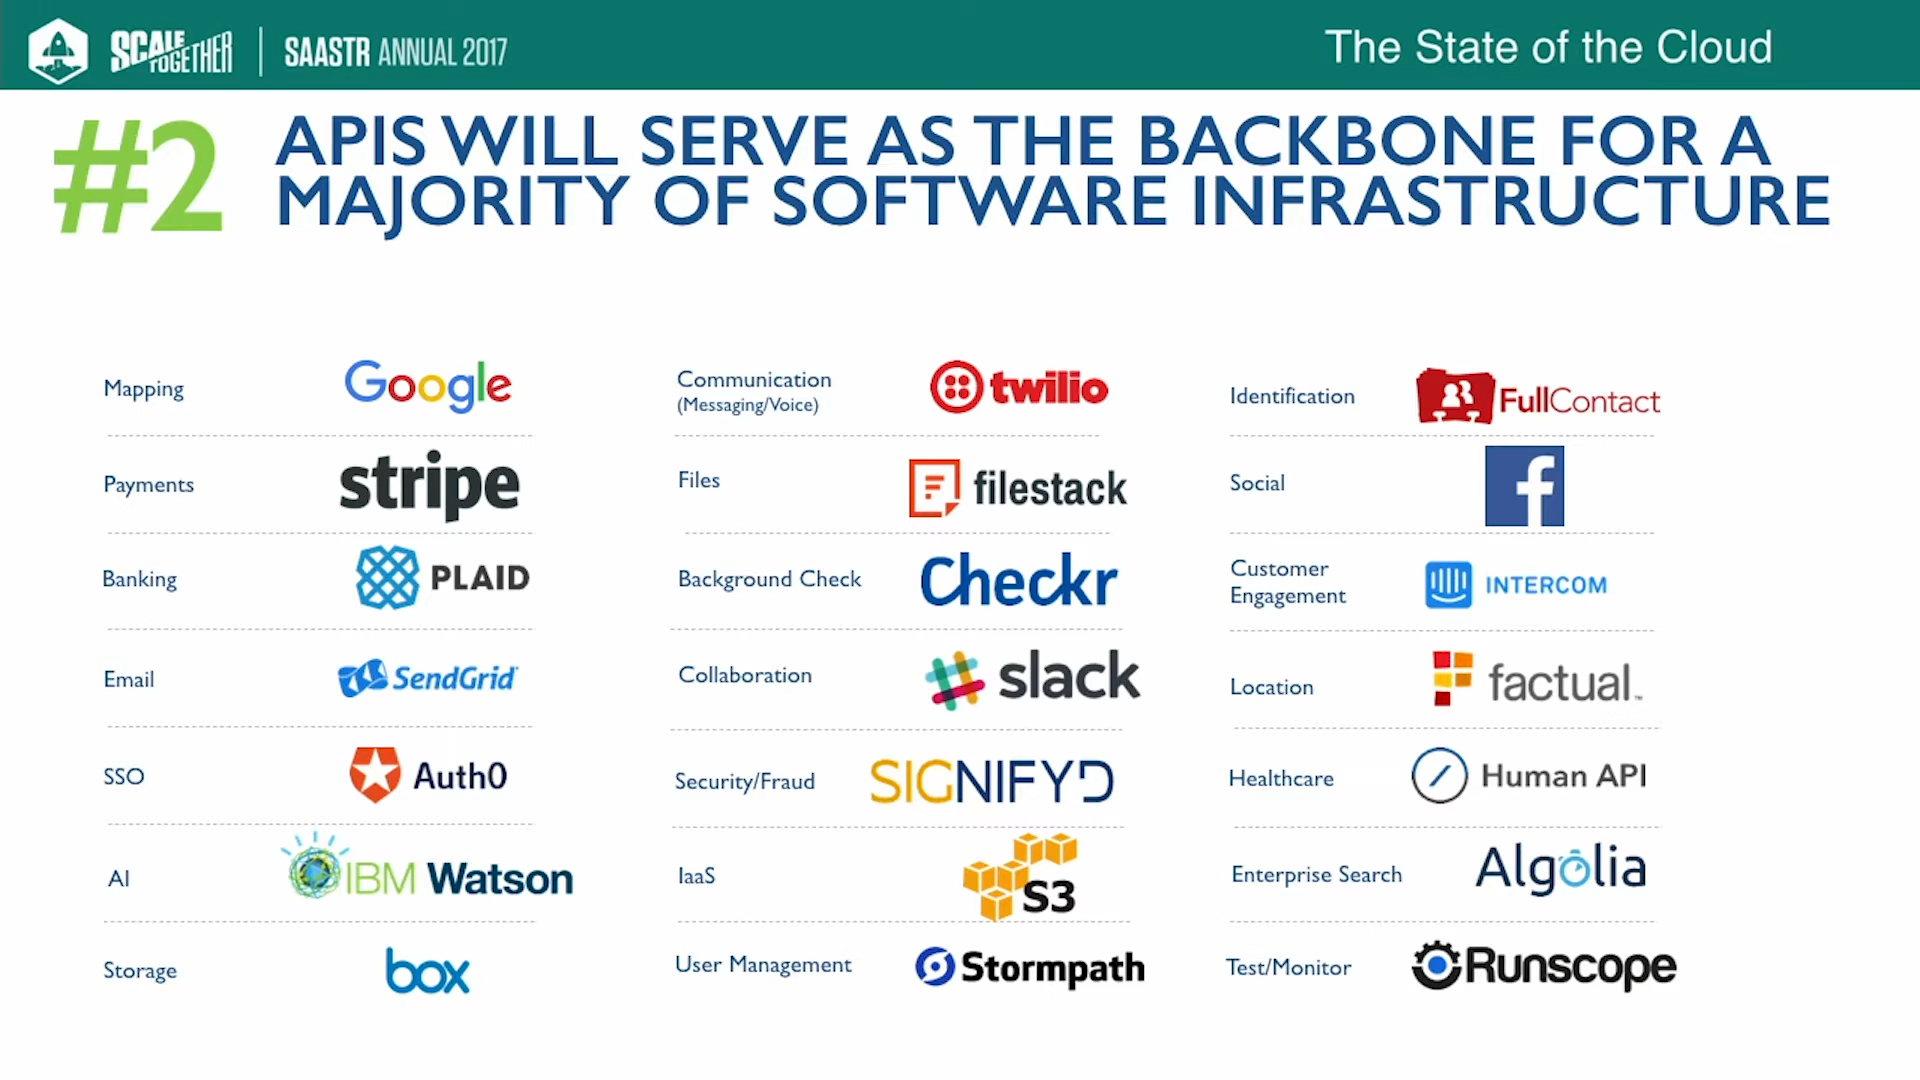 SCALE TOGETHER | SAASTR ANNUAL 2017
The State of the Cloud
#2 APIS WILL SERVE AS THE BACKBONE FOR A
MAJORITY OF SOFTWARE INFRASTRUCTURE
Mapping Google
Payments stripe
Banking PLAID
Email SendGrid
SSO Auth0
AI IBM Watson
Storage box
Communication
(Messaging/Voice) twilio
Files filestack
Background Check Checkr
Collaboration slack
Security/Fraud SIGNIFYD
IaaS S3
User Management Stormpath
Identification FullContact
Social f
Customer
Engagement INTERCOM
Location factual™
Healthcare Human API
Enterprise Search Algolia
Test/Monitor Runscope